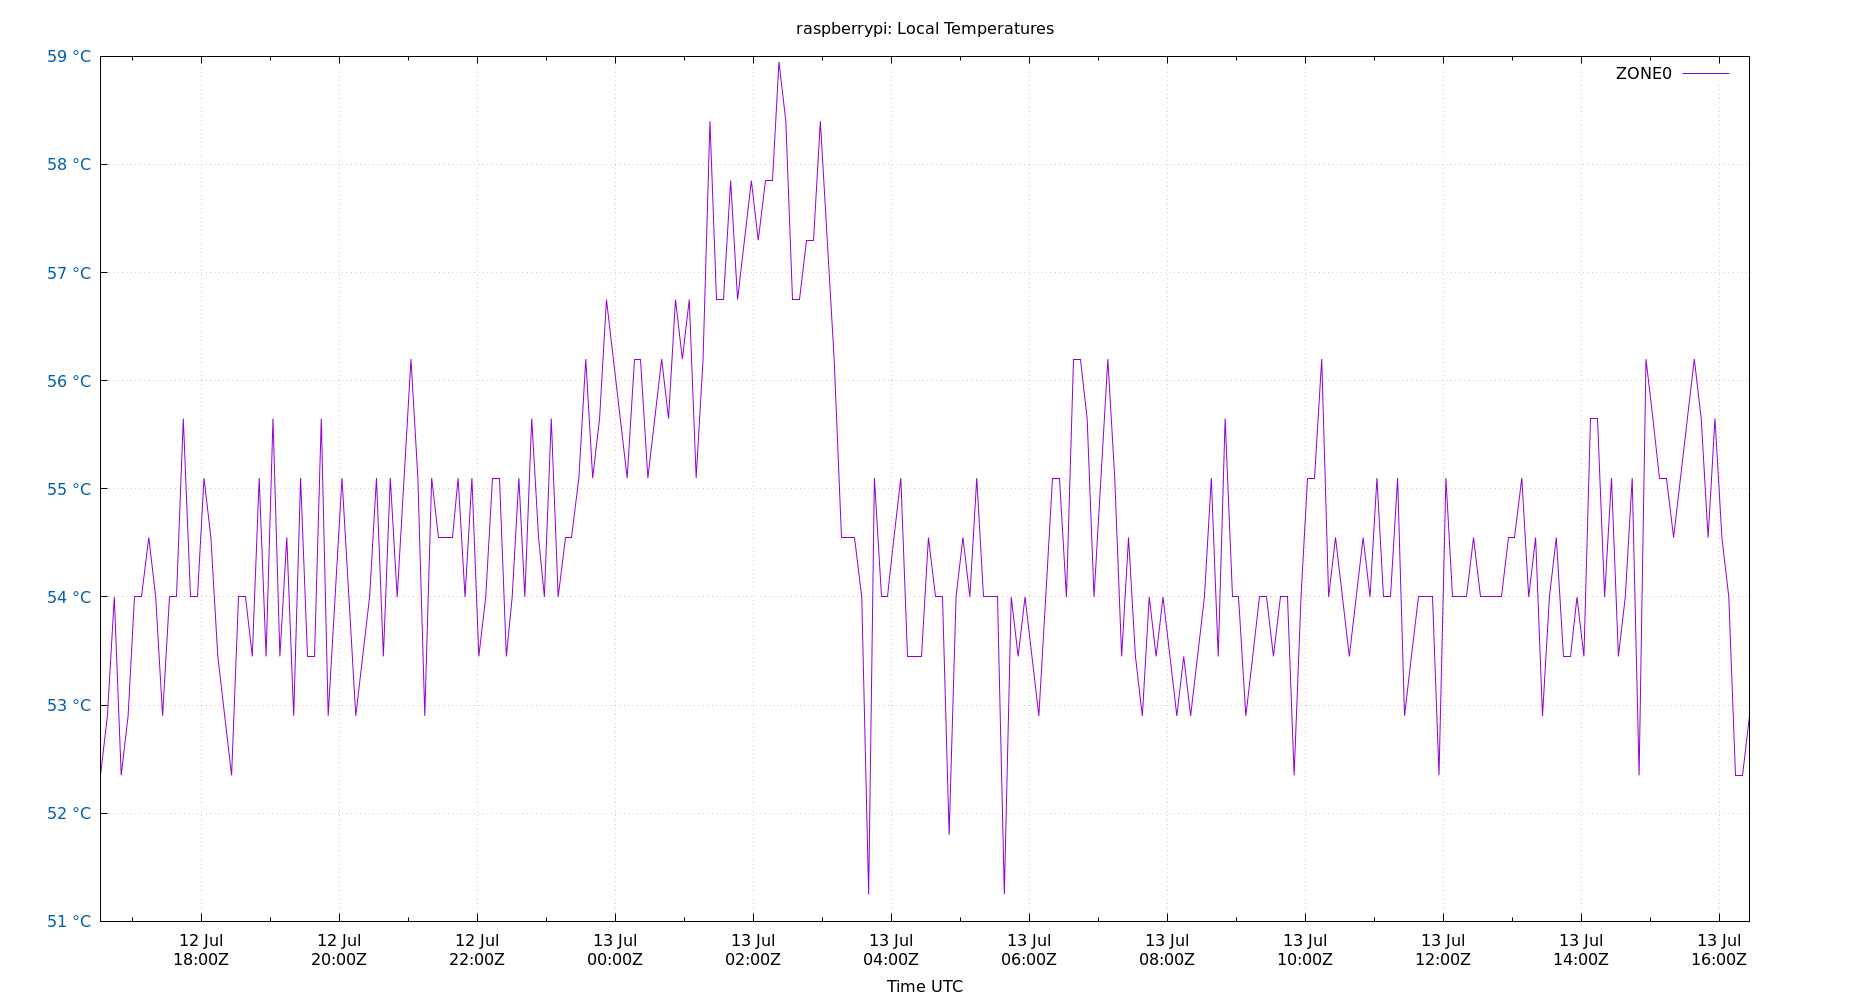 raspberrypi: Local Temperatures
59 °C
ZONE0
58 °C
57 °C
56 °C
55 °C
54 °C
53 °C
52 °C
51 °C
12 Jul 12 Jul 12 Jul 13 Jul 13 Jul 13 Jul 13 Jul 13 Jul 13 Jul 13 Jul 13 Jul 13 Jul
18:00Z 20:00Z 22:00Z 00:00Z 02:00Z 04:00Z 06:00Z 08:00Z 10:00Z 12:00Z 14:00Z 16:00Z
Time UTC